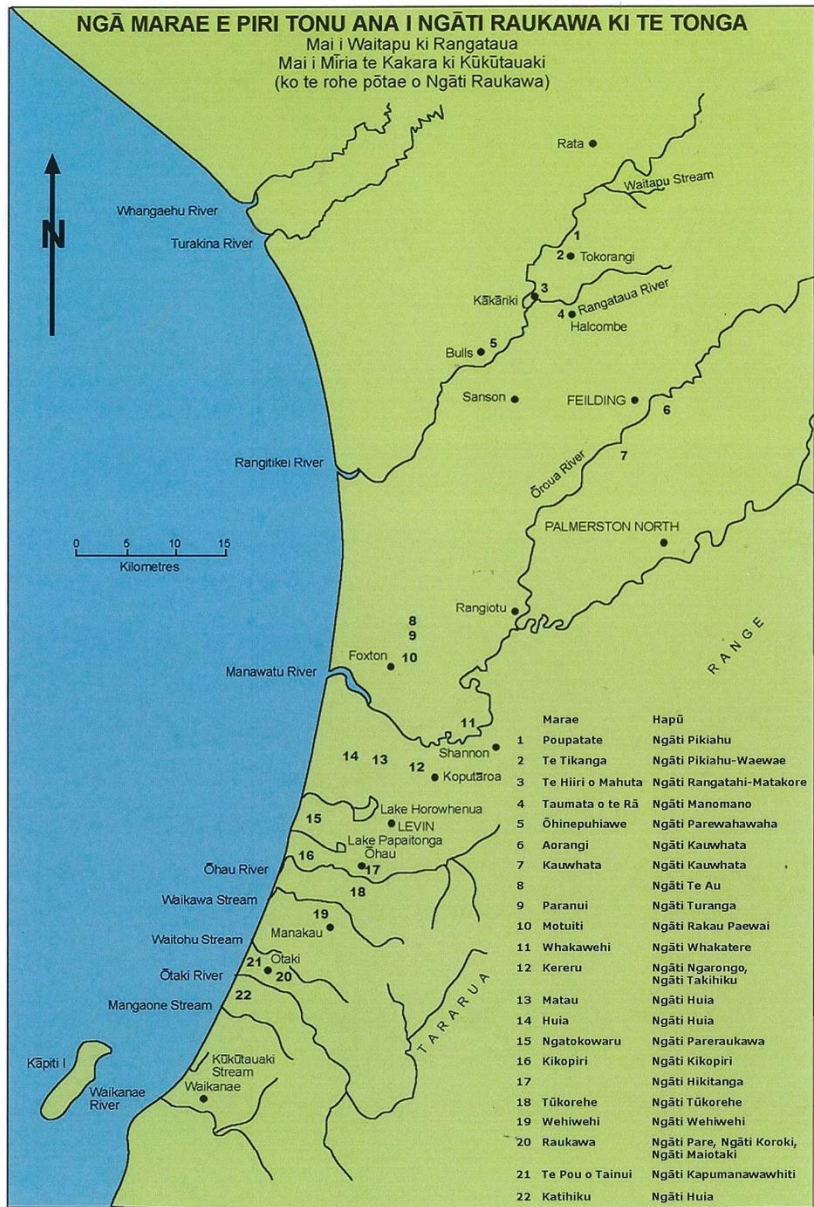 NGĀ MARAE E PIRI TONU ANA I NGĀTI RAUKAWA KI TE TONGA
Mai i Waitapu ki Rangataua
Mai i Mīria te Kakara ki Kūkūtauaki
(ko te rohe pōtae o Ngāti Raukawa)
Rata
Waitapu Stream
N
Whangaehu River
Turakina River
1
2 Tokorangi
3
Kākāriki
Rangataua River
4
Halcombe
5
Bulls
Sanson
FEILDING
6
7
Rangitikei River
Ōroua River
0 5 10 15
Kilometres
PALMERSTON NORTH
Rangiotu
8
9
Foxton 10
Manawatu River
RANGE
11
Shannon
14 13 12
Koputāroa
Lake Horowhenua
15
LEVIN
Lake Papaitonga
16
Ōhau
17
Ōhau River
18
Waikawa Stream
19
Manakau
Waitohu Stream
21 Otaki
20
Ōtaki River
22
Mangaone Stream
TARARUA
Kūkūtauaki
Stream
Kāpiti I
Waikanae
River
Waikanae
Marae Hapū
1 Poupatate Ngāti Pikiahu
2 Te Tikanga Ngāti Pikiahu-Waewae
3 Te Hiiri o Mahuta Ngāti Rangatahi-Matakore
4 Taumata o te Rā Ngāti Manomano
5 Ōhinepuhiawe Ngāti Parewahawaha
6 Aorangi Ngāti Kauwhata
7 Kauwhata Ngāti Kauwhata
8 Ngāti Te Au
9 Paranui Ngāti Turanga
10 Motuiti Ngāti Rakau Paewai
11 Whakawehi Ngāti Whakatere
12 Kereru Ngāti Ngarongo,
Ngāti Takihiku
13 Matau Ngāti Huia
14 Huia Ngāti Huia
15 Ngatokowaru Ngāti Pareraukawa
16 Kikopiri Ngāti Kikopiri
17 Ngāti Hikitanga
18 Tūkorehe Ngāti Tūkorehe
19 Wehiwehi Ngāti Wehiwehi
20 Raukawa Ngāti Pare, Ngāti Koroki,
Ngāti Maiotaki
21 Te Pou o Tainui Ngāti Kapumanawawhiti
22 Katihiku Ngāti Huia